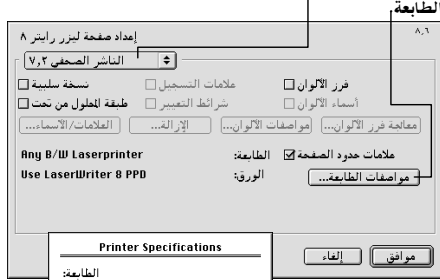 الطابعة
إعداد صفحة ليزر رايتر ٨
٨,٦
الناشر الصحفي ٧,٢
فرز الألوان
علامات التسجيل
نسخة سلبية
أسماء الألوان
شرائط التعيير
طبقة المحلول من تحت
معالجة فرز الألوان...
مواصفات الألوان...
الإزالة...
العلامات/الأسماء...
علامات حدود الصفحة
الطابعة:
Any B/W Laserprinter
مواصفات الطابعة...
الورق:
Use LaserWriter 8 PPD
موافق
إلغاء
Printer Specifications
الطابعة: